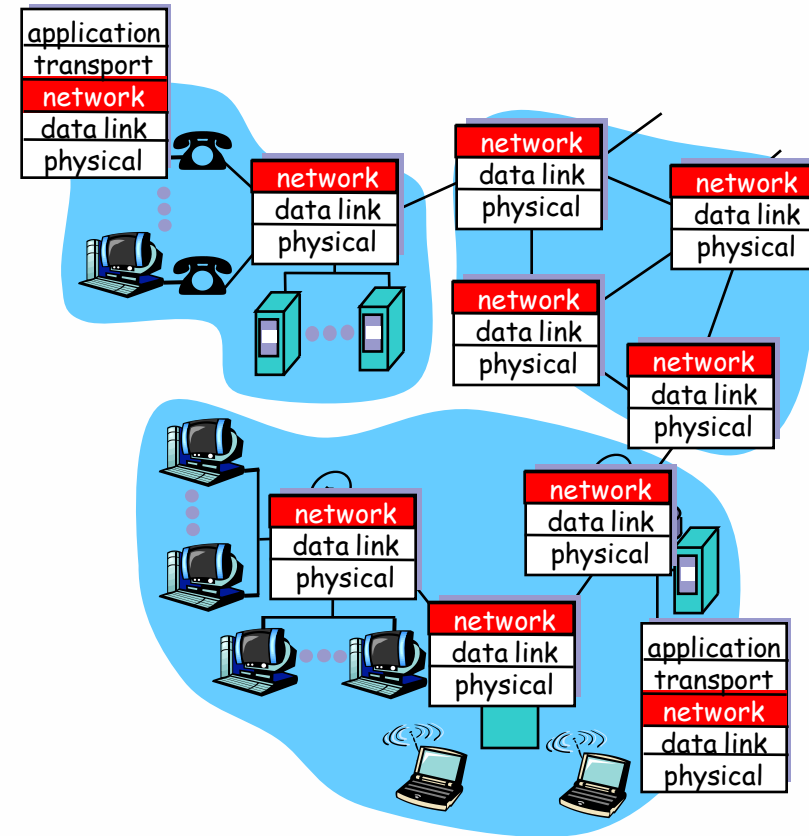 application
transport
network
data link
physical
network
data link
physical
network
data link
physical
network
data link
physical
network
data link
physical
network
data link
physical
network
data link
physical
network
data link
physical
network
data link
physical
application
transport
network
data link
physical